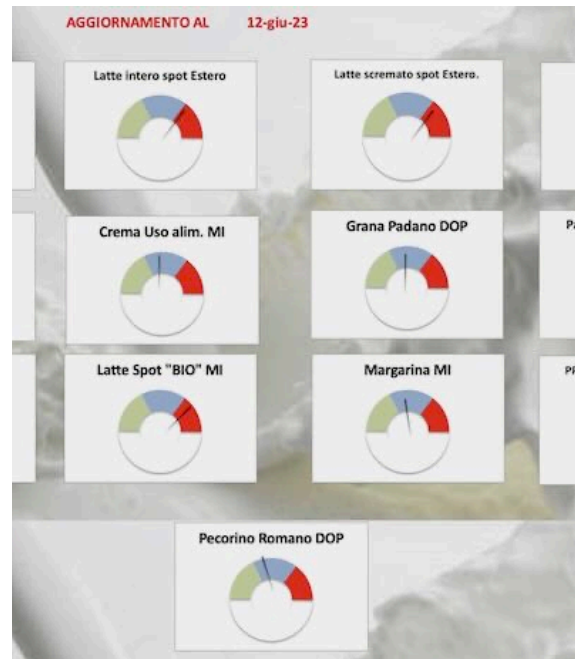 AGGIORNAMENTO AL 12-giu-23
Latte intero spot Estero
Latte scremato spot Estero.
Crema Uso alim. MI
Grana Padano DOP
Pa
Latte Spot "BIO" MI
Margarina MI
Pecorino Romano DOP